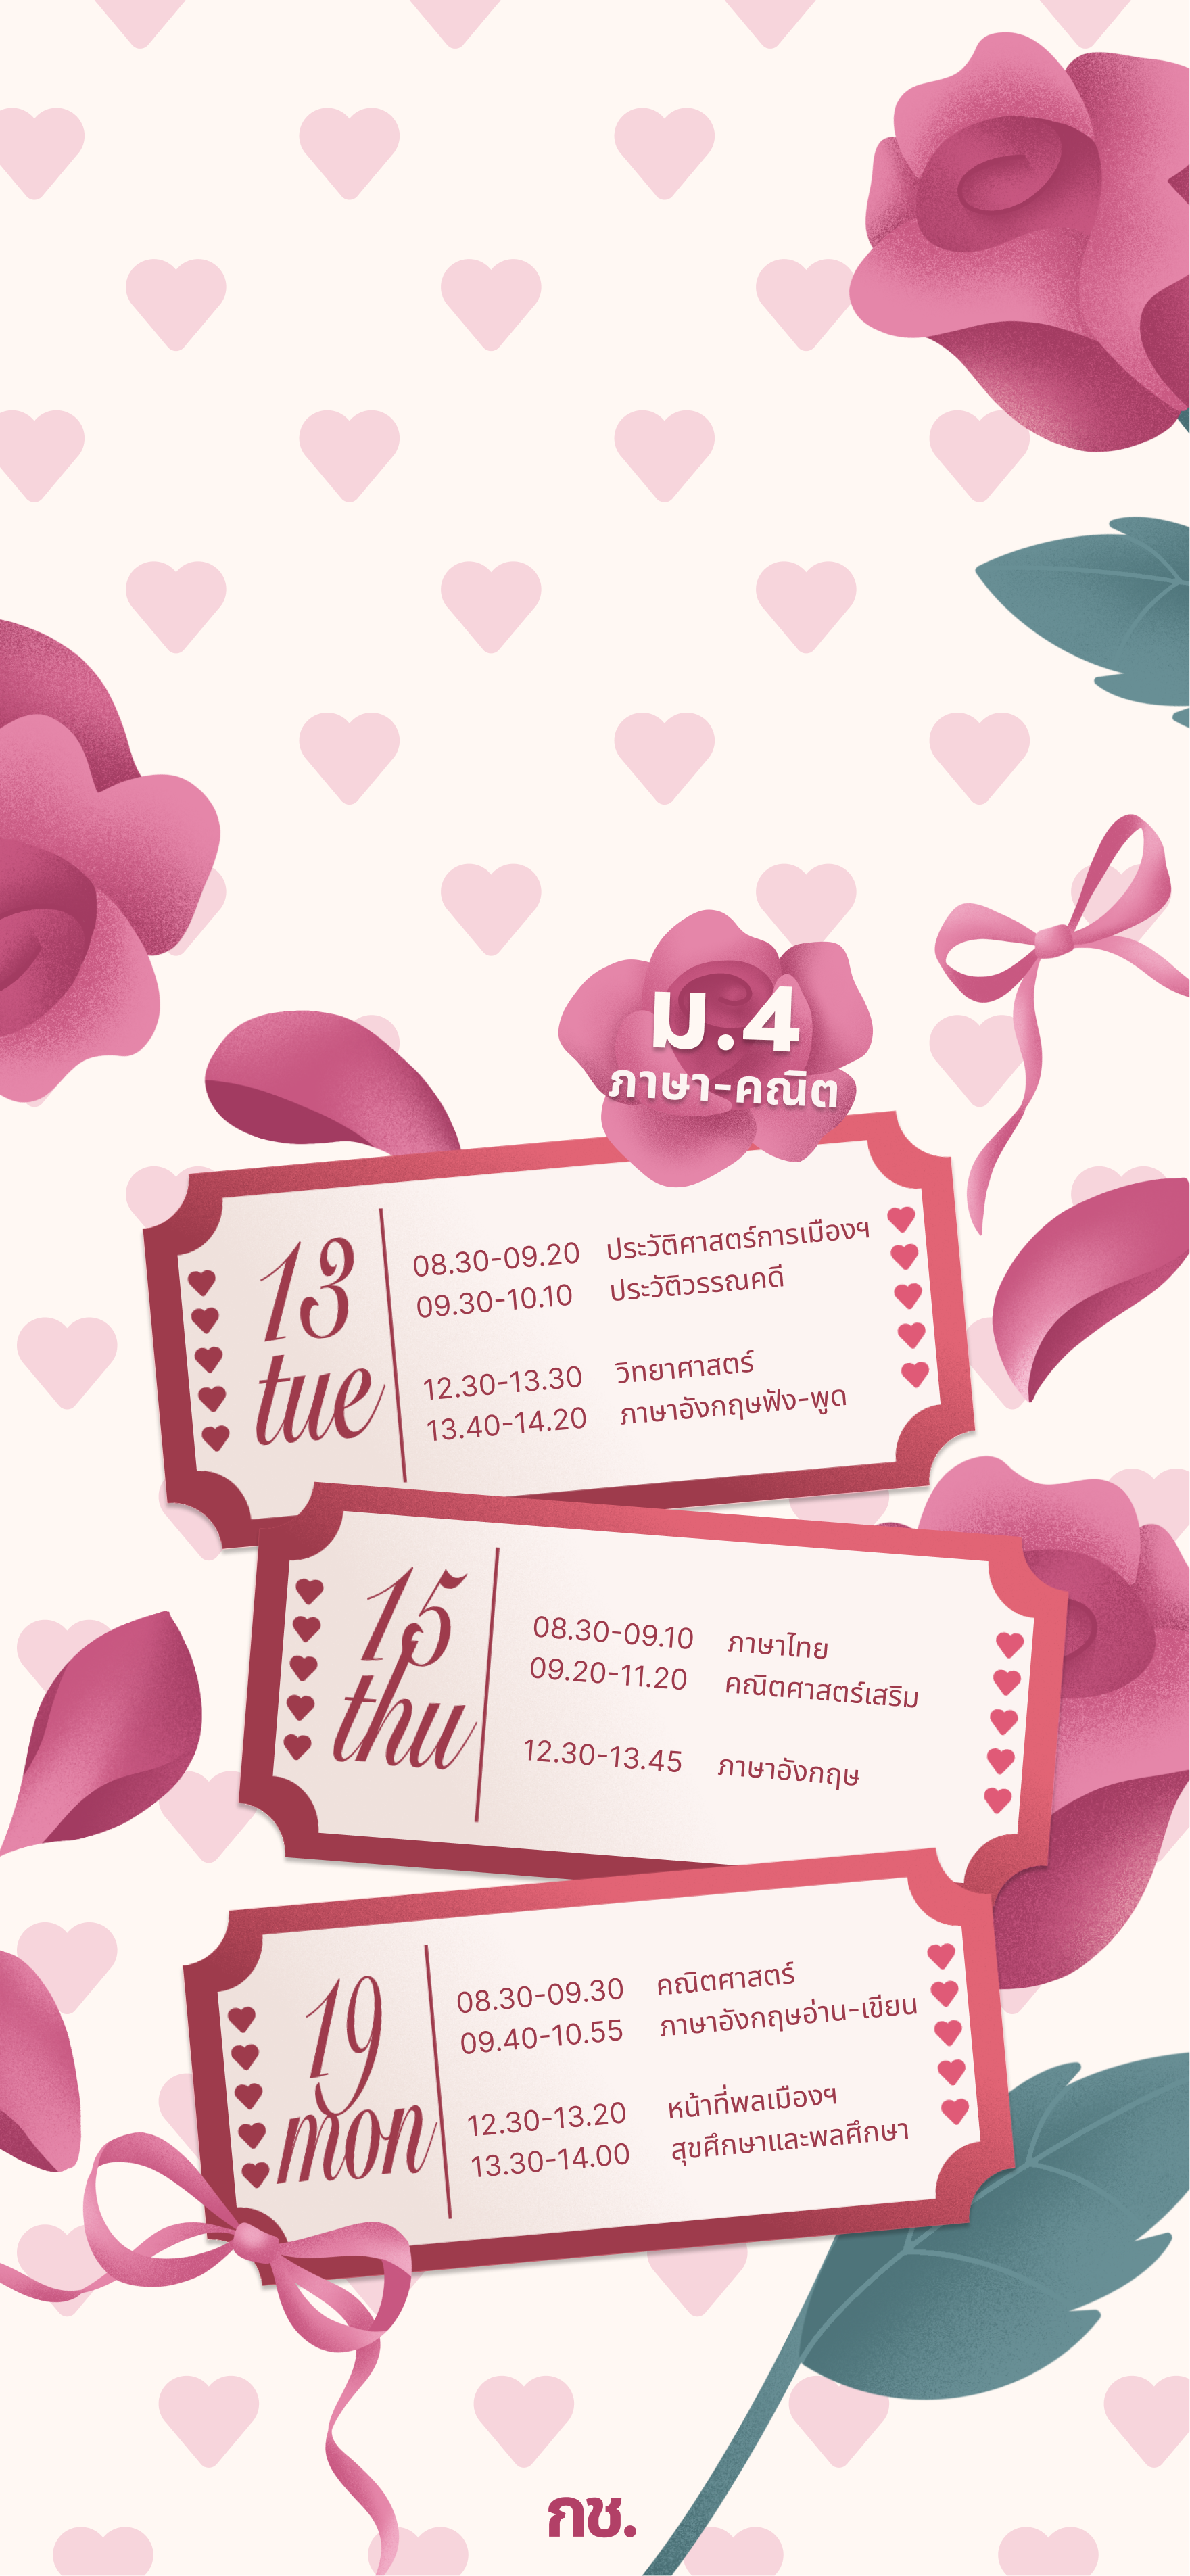 ม.4
ภาษา-คณิต
13
tue
08.30-09.20 ประวัติศาสตร์การเมืองฯ
09.30-10.10 ประวัติวรรณคดี
12.30-13.30 วิทยาศาสตร์
13.40-14.20 ภาษาอังกฤษฟัง-พูด
15
thu
08.30-09.10 ภาษาไทย
09.20-11.20 คณิตศาสตร์เสริม
12.30-13.45 ภาษาอังกฤษ
19
mon
08.30-09.30 คณิตศาสตร์
09.40-10.55 ภาษาอังกฤษอ่าน-เขียน
12.30-13.20 หน้าที่พลเมืองฯ
13.30-14.00 สุขศึกษาและพลศึกษา
กช.